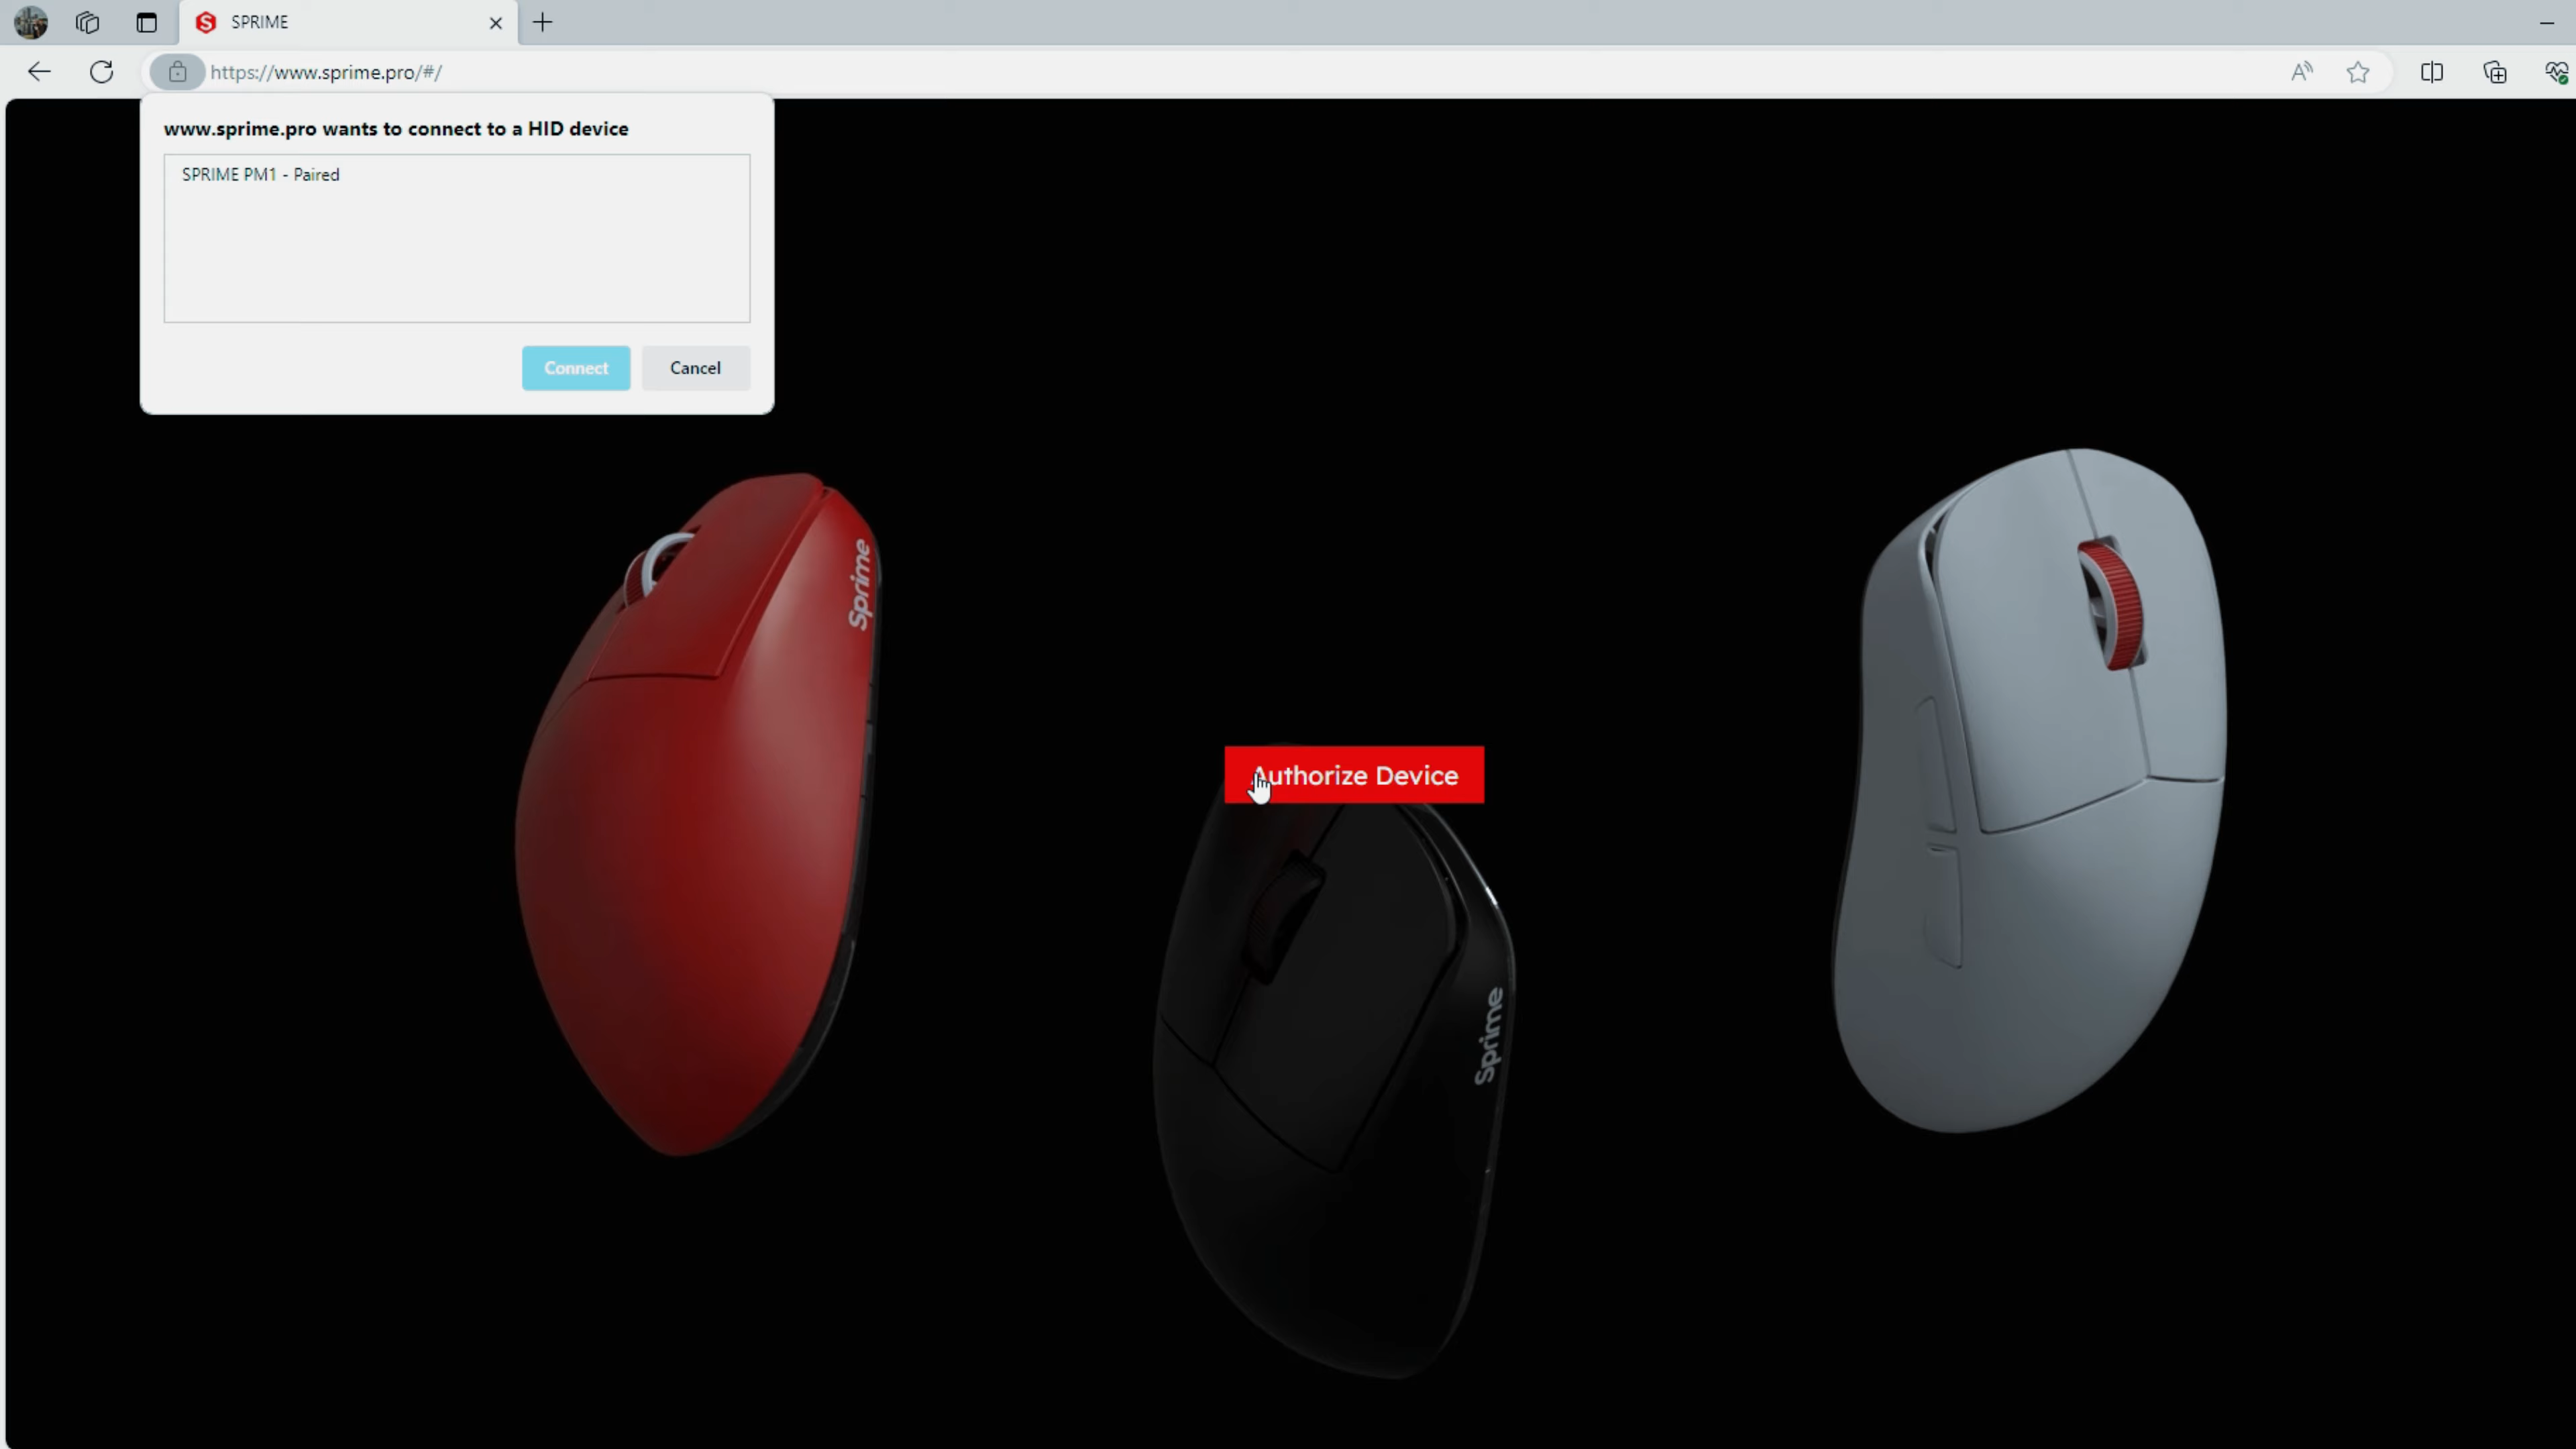 SPRIME
https://www.sprime.pro/#/
www.sprime.pro wants to connect to a HID device
SPRIME PM1 - Paired
Connect
Cancel
Sprime
Authorize Device
Sprime